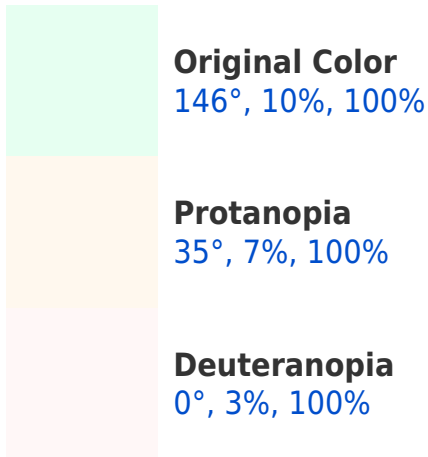 Original Color
146°, 10%, 100%
Protanopia
35°, 7%, 100%
Deuteranopia
0°, 3%, 100%